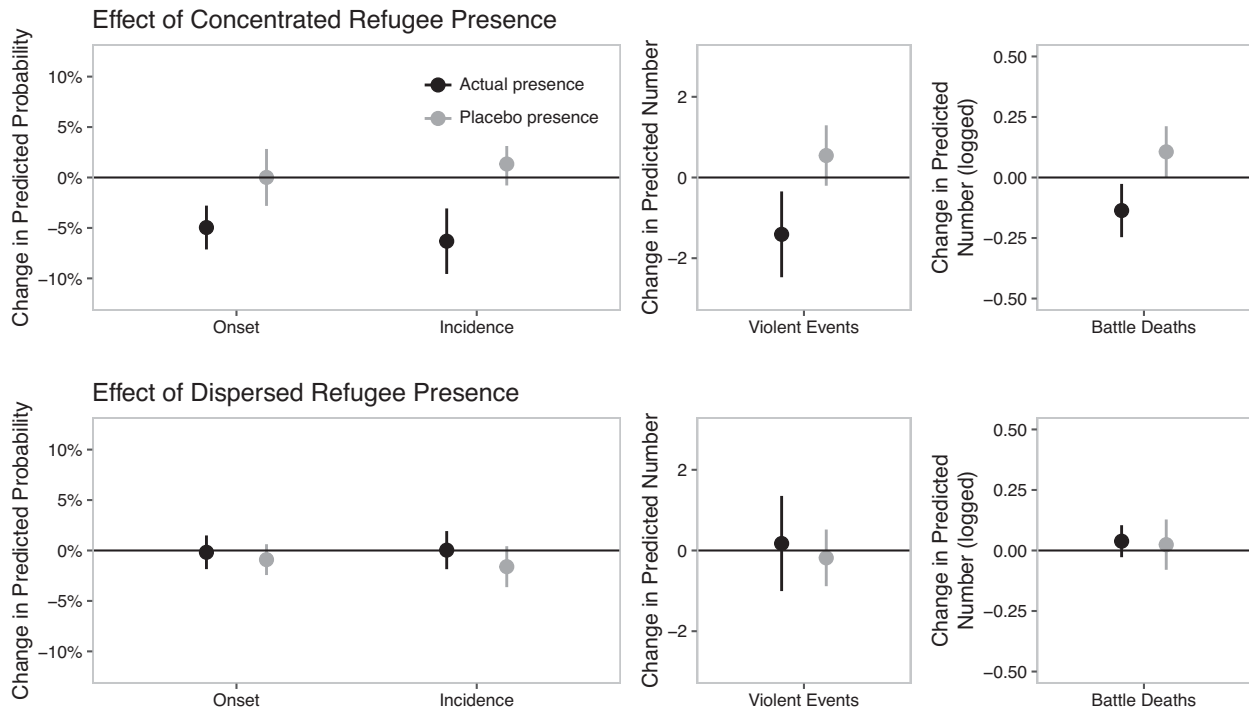 Effect of Concentrated Refugee Presence
Change in Predicted Probability
10%
5%
0%
−5%
−10%
Actual presence
Placebo presence
Onset
Incidence
Change in Predicted Number
2
0
−2
Violent Events
Change in Predicted
Number (logged)
0.50
0.25
0.00
−0.25
−0.50
Battle Deaths
Effect of Dispersed Refugee Presence
Change in Predicted Probability
10%
5%
0%
−5%
−10%
Onset
Incidence
Change in Predicted Number
2
0
−2
Violent Events
Change in Predicted
Number (logged)
0.50
0.25
0.00
−0.25
−0.50
Battle Deaths